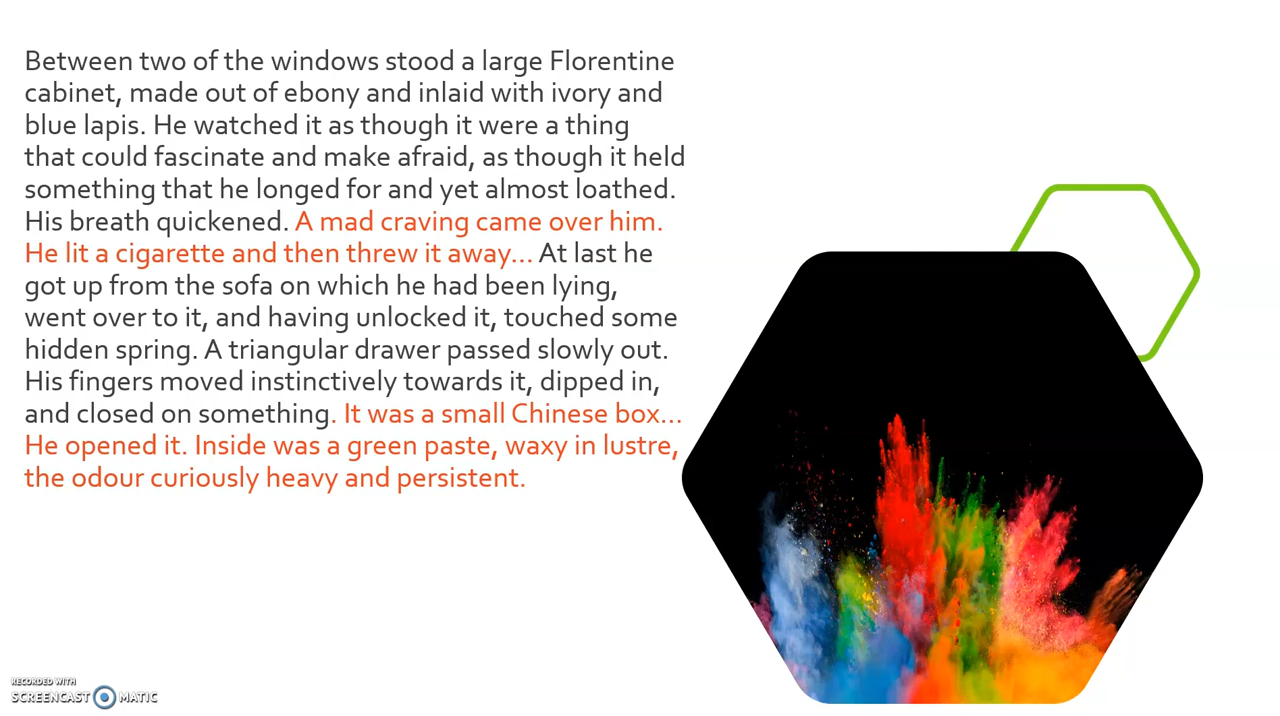 Between two of the windows stood a large Florentine
cabinet, made out of ebony and inlaid with ivory and
blue lapis. He watched it as though it were a thing
that could fascinate and make afraid, as though it held
something that he longed for and yet almost loathed.
His breath quickened. A mad craving came over him.
He lit a cigarette and then threw it away... At last he
got up from the sofa on which he had been lying,
went over to it, and having unlocked it, touched some
hidden spring. A triangular drawer passed slowly out.
His fingers moved instinctively towards it, dipped in,
and closed on something. It was a small Chinese box...
He opened it. Inside was a green paste, waxy in lustre,
the odour curiously heavy and persistent.
RECORDED WITH
SCREENCAST MATIC